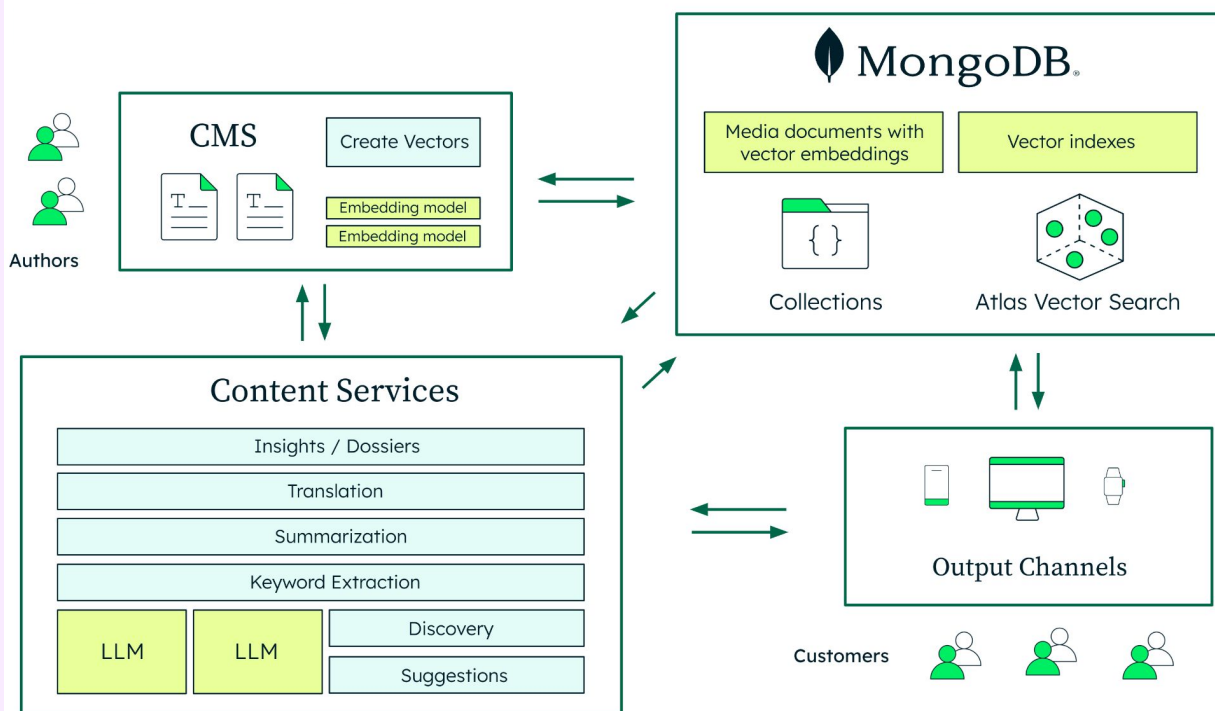 MongoDB®
Media documents with
vector embeddings
Vector indexes
Collections
Atlas Vector Search
CMS
Create Vectors
T
T
Embedding model
Embedding model
Authors
{ }
Content Services
Insights / Dossiers
Translation
Summarization
Keyword Extraction
LLM
LLM
Discovery
Suggestions
Output Channels
Customers